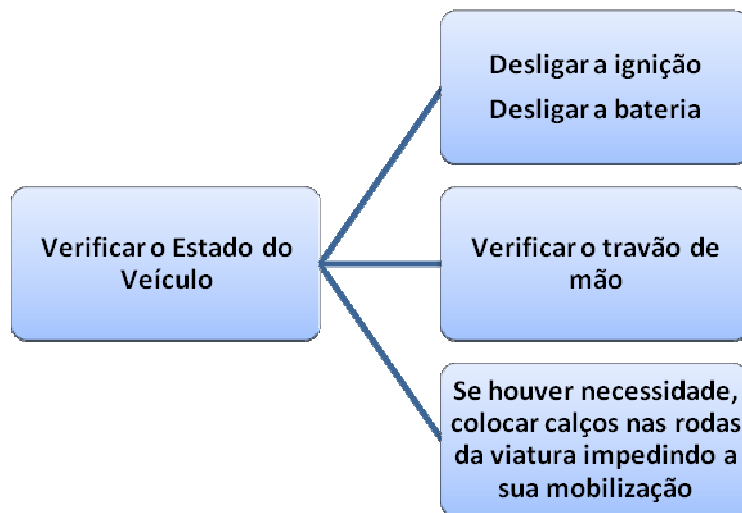 Desligar a ignição
Desligar a bateria
Verificar o Estado do
Veículo
Verificar o travão de
mão
Se houver necessidade,
colocar calços nas rodas
da viatura impedindo a
sua mobilização